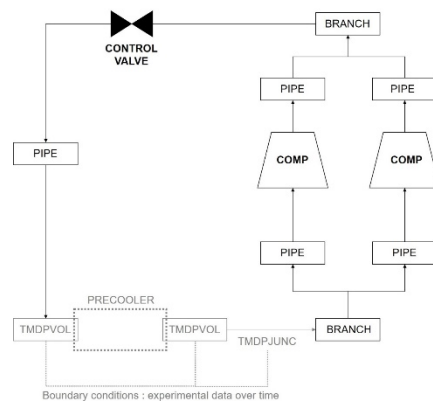 BRANCH
CONTROL
VALVE
PIPE
PIPE
COMP
COMP
PIPE
PIPE
PIPE
PRECOOLER
TMDPVOL
TMDPVOL
BRANCH
TMDPJUNC
Boundary conditions : experimental data over time